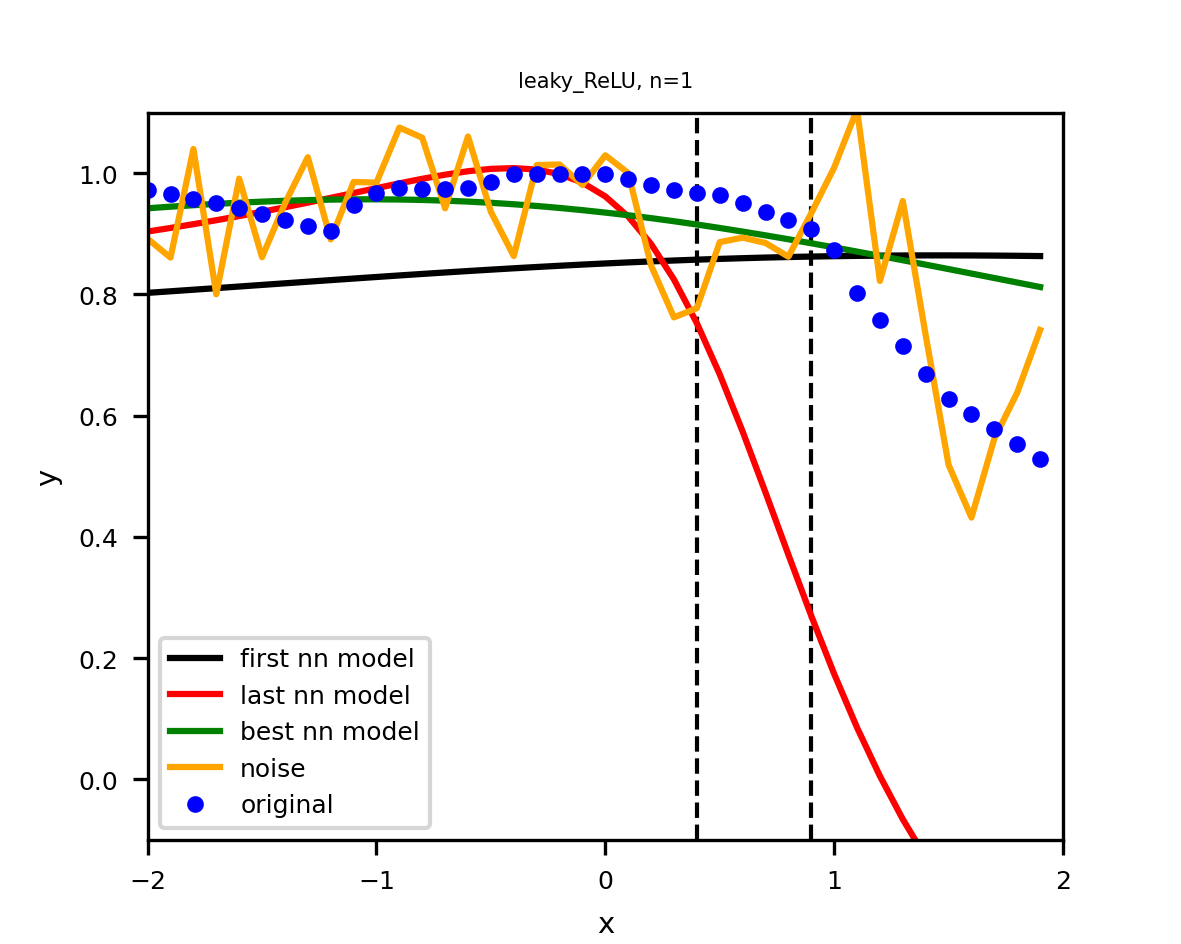 leaky_ReLU, n=1
1.0
0.8
0.6
0.4
0.2
0.0
y
first nn model
last nn model
best nn model
noise
original
−2
−1
0
1
2
x